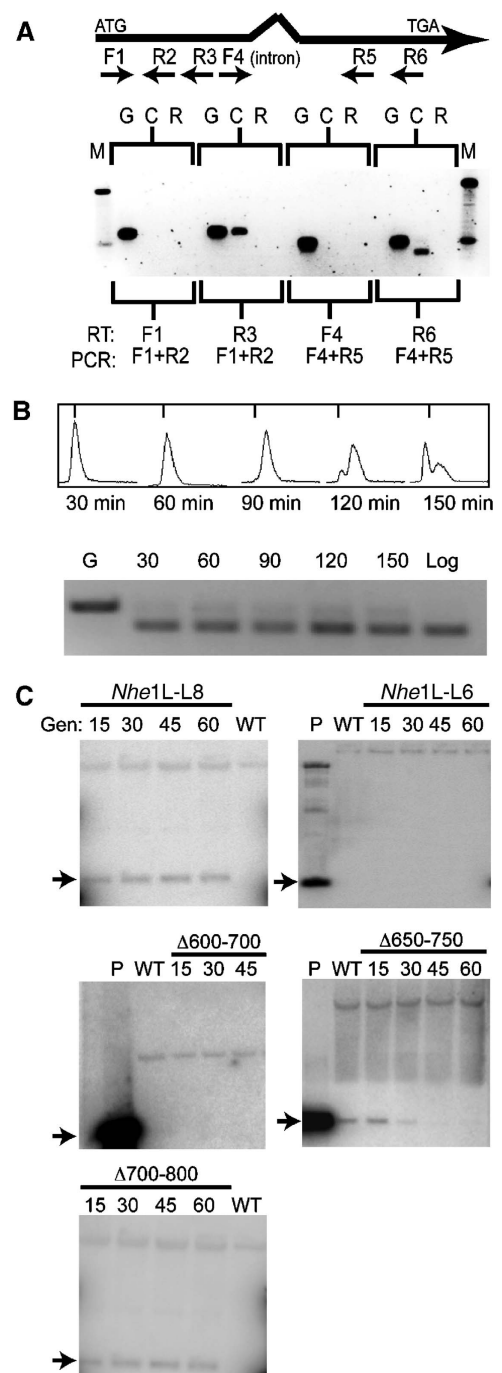 A
ATG TGA
F1 R2 R3 F4 (intron) R5 R6
G C R G C R G C R G C R
M M
RT: F1 R3 F4 R6
PCR: F1+R2 F1+R2 F4+R5 F4+R5
B
30 min 60 min 90 min 120 min 150 min
G 30 60 90 120 150 Log
C
Nhe1L-L8 Nhe1L-L6
Gen: 15 30 45 60 WT P WT 15 30 45 60
Δ600-700 Δ650-750
P WT 15 30 45 P WT 15 30 45 60
Δ700-800
15 30 45 60 WT